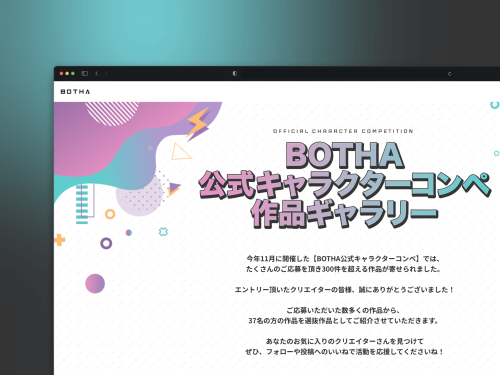 BOTHA
OFFICIAL CHARACTER COMPETITION
BOTHA
公式キャラクターコンペ
作品ギャラリー
今年11月に開催した【BOTHA公式キャラクターコンペ】では、
たくさんのご応募を頂き300件を超える作品が寄せられました。
エントリー頂いたクリエイターの皆様、誠にありがとうございました！
ご応募いただいた数多くの作品から、
37名の方の作品を選抜作品としてご紹介させていただきます。
あなたのお気に入りのクリエイターさんを見つけて
ぜひ、フォローや投稿へのいいねで活動を応援してくださいね！